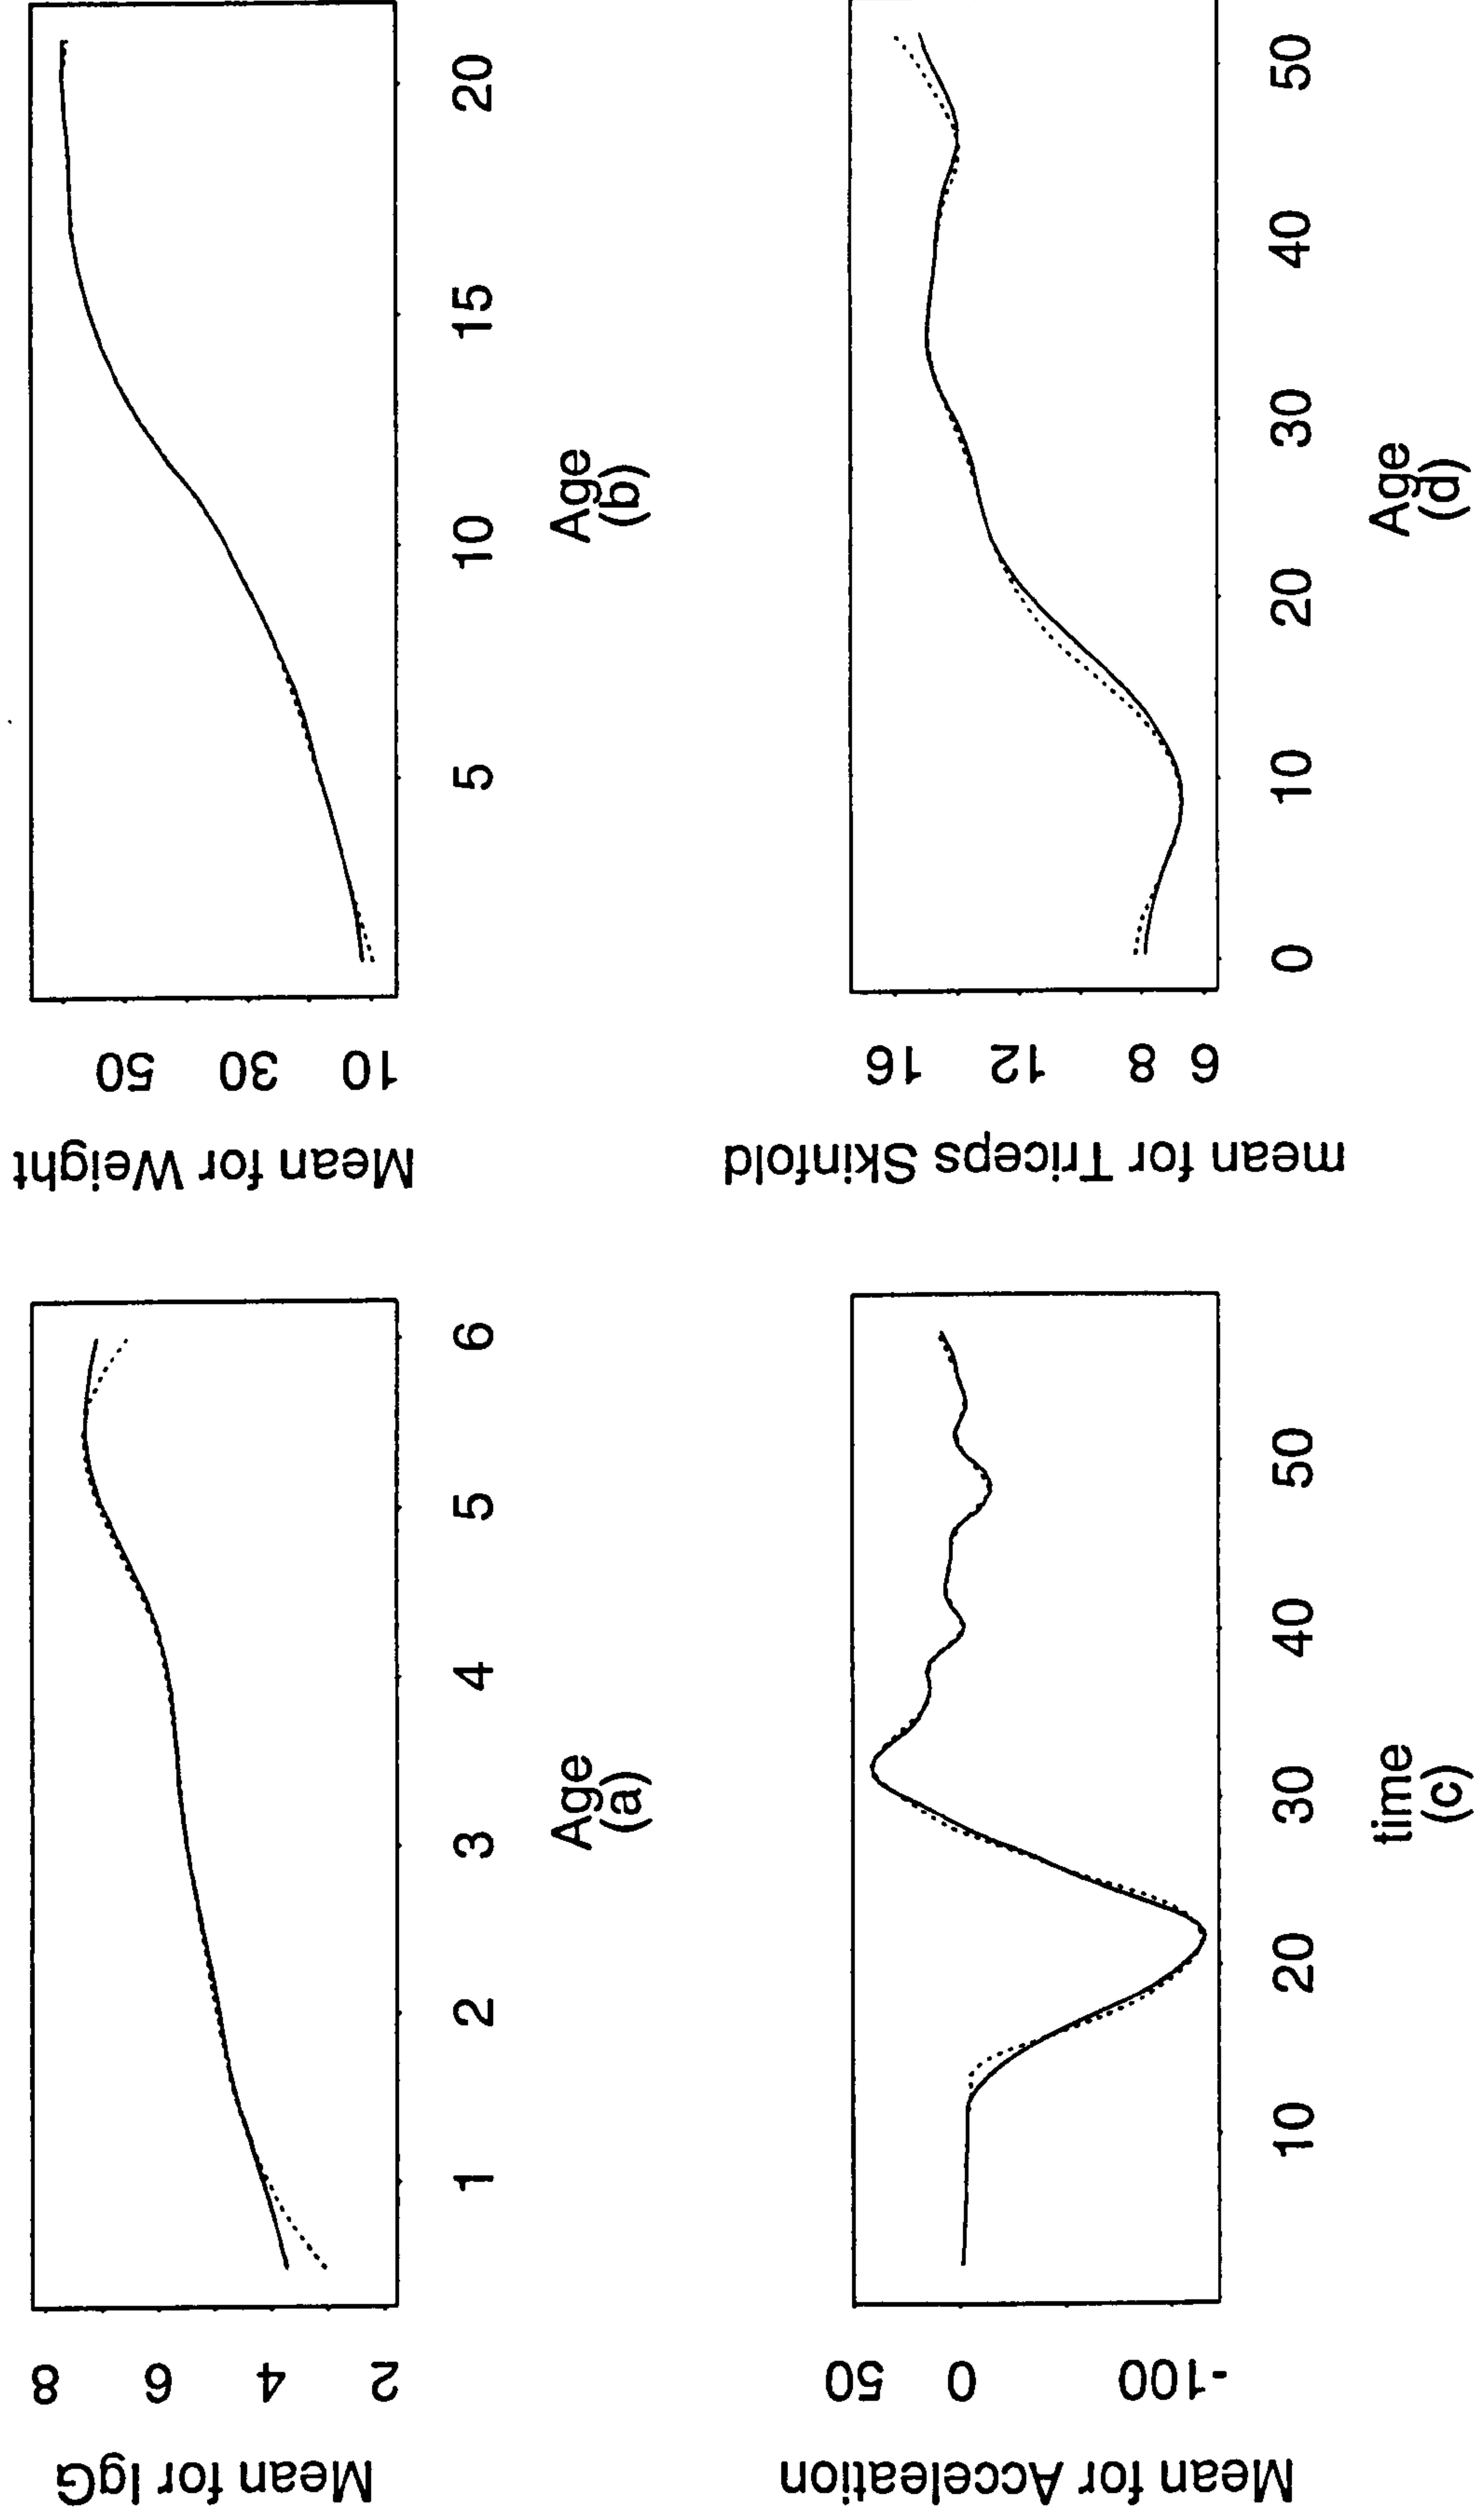 Mean for IgG
8
6
4
2
1
2
3
4
5
6
Age
(a)
Mean for Weight
50
30
10
5
10
15
20
Age
(b)
Mean for Acceleation
50
0
-100
10
20
30
40
50
time
(c)
mean for Triceps Skinfold
16
12
8
6
0
10
20
30
40
50
Age
(d)